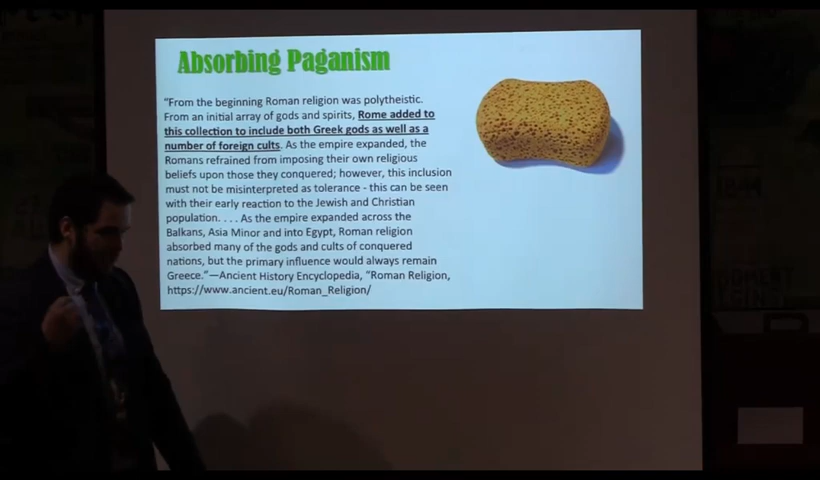 Absorbing Paganism
"From the beginning Roman religion was polytheistic.
From an initial array of gods and spirits, Rome added to
this collection to include both Greek gods as well as a
number of foreign cults. As the empire expanded, the
Romans refrained from imposing their own religious
beliefs upon those they conquered; however, this inclusion
must not be misinterpreted as tolerance - this can be seen
with their early reaction to the Jewish and Christian
population. . . . As the empire expanded across the
Balkans, Asia Minor and into Egypt, Roman religion
absorbed many of the gods and cults of conquered
nations, but the primary influence would always remain
Greece."—Ancient History Encyclopedia, "Roman Religion,
https://www.ancient.eu/Roman_Religion/